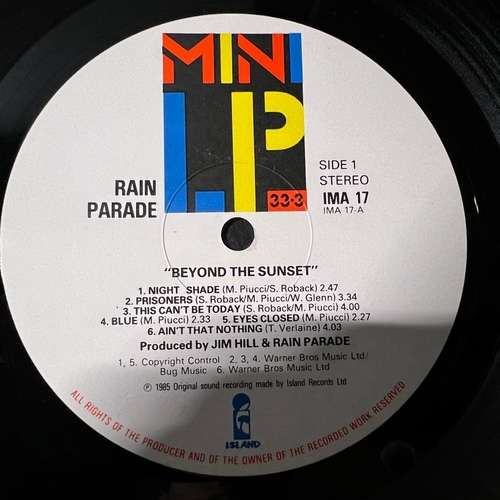 MINI
LP
33·3
RAIN
PARADE
SIDE 1
STEREO
IMA 17
IMA 17-A
"BEYOND THE SUNSET"
1. NIGHT SHADE (M. Piucci/S. Roback) 2.47
2. PRISONERS (S. Roback/M. Piucci/W. Glenn) 3.34
3. THIS CAN'T BE TODAY (S. Roback/M. Piucci) 4.00
4. BLUE (M. Piucci) 2.33 5. EYES CLOSED (M. Piucci) 2.27
6. AIN'T THAT NOTHING (T. Verlaine) 4.03
Produced by JIM HILL & RAIN PARADE
1, 5. Copyright Control 2, 3, 4. Warner Bros Music Ltd/
Bug Music 6. Warner Bros Music Ltd
℗ 1985 Original sound recording made by Island Records Ltd
ISLAND
ALL RIGHTS OF THE PRODUCER AND OF THE OWNER OF THE RECORDED WORK RESERVED